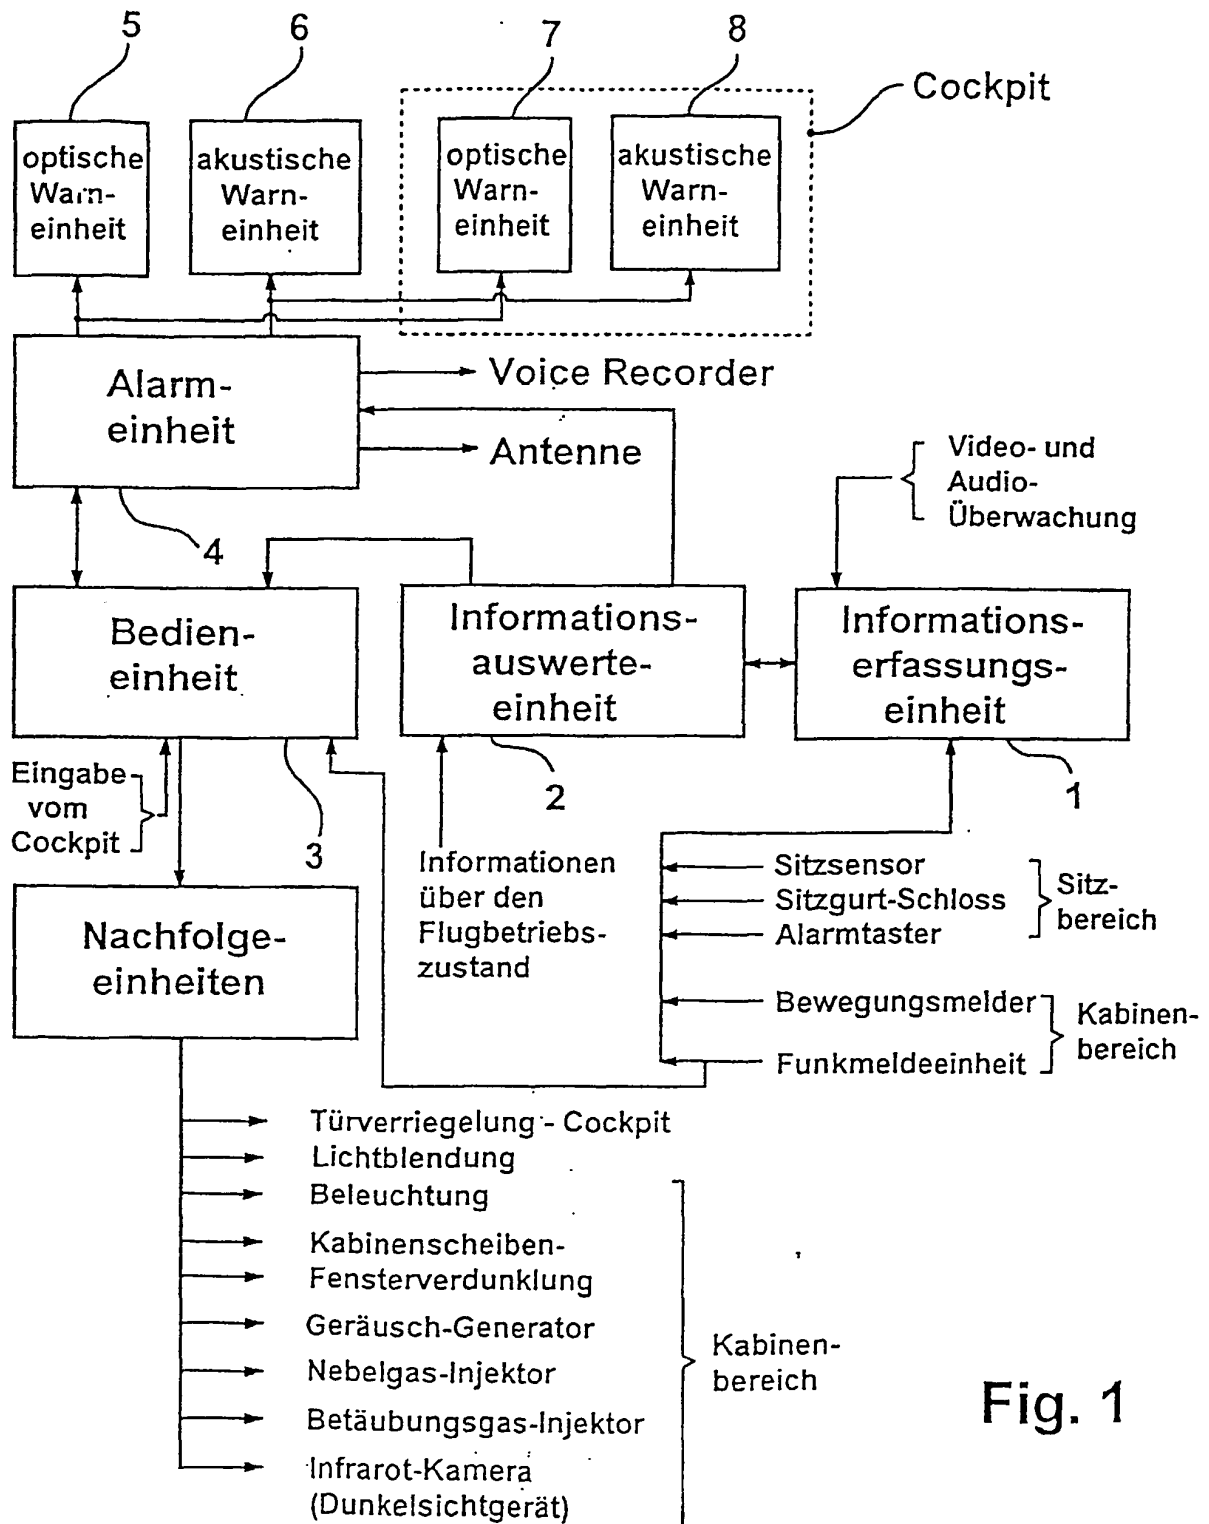 5
6
7
8
Cockpit
optische
Warn-
einheit
akustische
Warn-
einheit
optische
Warn-
einheit
akustische
Warn-
einheit
Alarm-
einheit
Voice Recorder
Antenne
Video- und
Audio-
Überwachung
4
Bedien-
einheit
Informations-
auswerte-
einheit
Informations-
erfassungs-
einheit
Eingabe
vom
Cockpit
3
2
1
Informationen
über den
Flugbetriebs-
zustand
Sitzsensor
Sitzgurt-Schloss
Alarmtaster
Sitz-
bereich
Bewegungsmelder
Funkmeldeeinheit
Kabinen-
bereich
Nachfolge-
einheiten
Türverriegelung - Cockpit
Lichtblendung
Beleuchtung
Kabinenscheiben-
Fensterverdunklung
Geräusch-Generator
Nebelgas-Injektor
Betäubungsgas-Injektor
Infrarot-Kamera
(Dunkelsichtgerät)
Kabinen-
bereich
Fig. 1